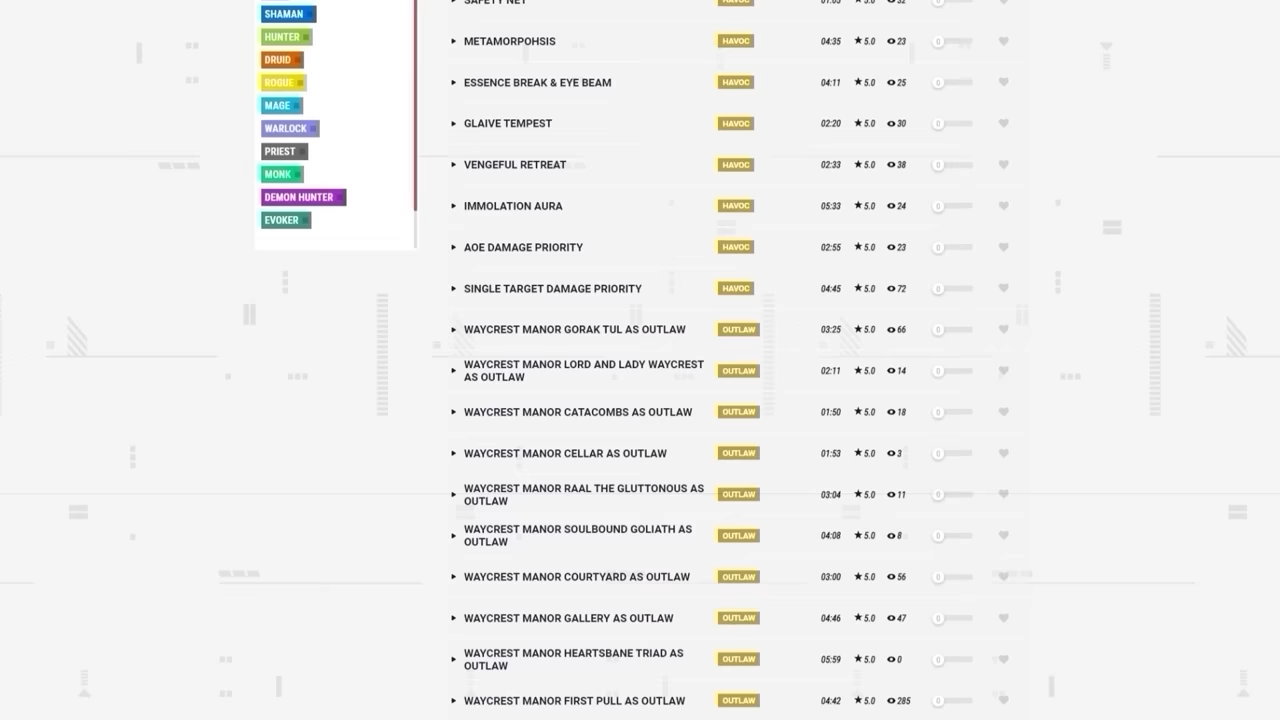 SHAMAN
HUNTER
DRUID
ROGUE
MAGE
WARLOCK
PRIEST
MONK
DEMON HUNTER
EVOKER
SAFETY NET HAVOC 5.0 32
METAMORPOHSIS HAVOC 04:35 5.0 23 0
ESSENCE BREAK & EYE BEAM HAVOC 04:11 5.0 25 0
GLAIVE TEMPEST HAVOC 02:20 5.0 30 0
VENGEFUL RETREAT HAVOC 02:33 5.0 38 0
IMMOLATION AURA HAVOC 05:33 5.0 24 0
AOE DAMAGE PRIORITY HAVOC 02:55 5.0 23 0
SINGLE TARGET DAMAGE PRIORITY HAVOC 04:45 5.0 72 0
WAYCREST MANOR GORAK TUL AS OUTLAW OUTLAW 03:25 5.0 66 0
WAYCREST MANOR LORD AND LADY WAYCREST
AS OUTLAW OUTLAW 02:11 5.0 14 0
WAYCREST MANOR CATACOMBS AS OUTLAW OUTLAW 01:50 5.0 18 0
WAYCREST MANOR CELLAR AS OUTLAW OUTLAW 01:53 5.0 3 0
WAYCREST MANOR RAAL THE GLUTTONOUS AS
OUTLAW OUTLAW 03:04 5.0 11 0
WAYCREST MANOR SOULBOUND GOLIATH AS
OUTLAW OUTLAW 04:08 5.0 8 0
WAYCREST MANOR COURTYARD AS OUTLAW OUTLAW 03:00 5.0 56 0
WAYCREST MANOR GALLERY AS OUTLAW OUTLAW 04:46 5.0 47 0
WAYCREST MANOR HEARTSBANE TRIAD AS
OUTLAW OUTLAW 05:59 5.0 0 0
WAYCREST MANOR FIRST PULL AS OUTLAW OUTLAW 04:42 5.0 285 0